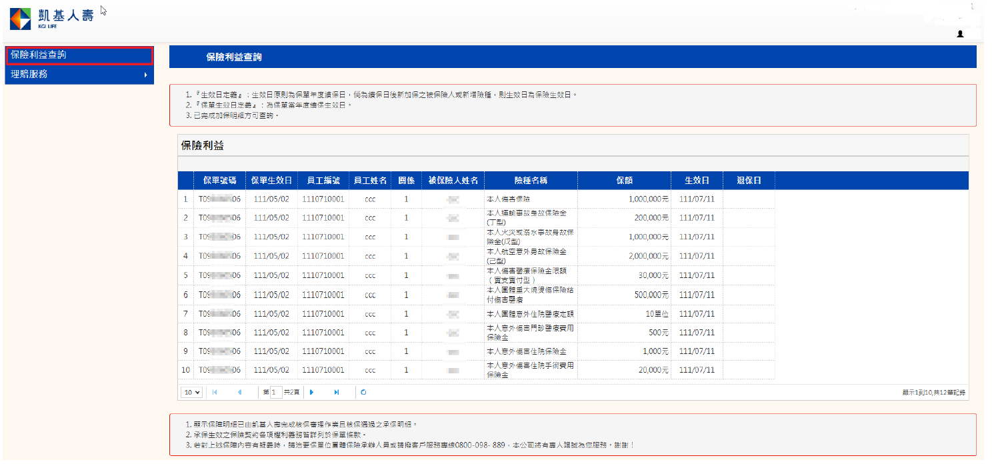 凱基人壽
KGI LIFE
保險利益查詢
理賠服務
保險利益查詢
1. 『生效日定義』：生效日原則為保單年度續保日，倘為續保日後新加保之被保險人或新增險種，則生效日為保險生效日。
2. 『保單生效日定義』：為保單當年度續保生效日。
3. 已完成加保明細方可查詢。
保險利益
保單號碼 保單生效日 員工編號 員工姓名 關係 被保險人姓名 險種名稱 保額 生效日 退保日
1 T09 06 111/05/02 1110710001 ccc 1 本人傷害保險 1,000,000元 111/07/11
2 T09 06 111/05/02 1110710001 ccc 1 本人運輸事故身故保險金 200,000元 111/07/11
(丁型)
3 T09 06 111/05/02 1110710001 ccc 1 本人火災或溺水事故身故保 1,000,000元 111/07/11
險金(戊型)
4 T09 06 111/05/02 1110710001 ccc 1 本人航空意外身故保險金 2,000,000元 111/07/11
(己型)
5 T09 06 111/05/02 1110710001 ccc 1 本人傷害醫療保險金限額 30,000元 111/07/11
（實支實付型）
6 T09 06 111/05/02 1110710001 ccc 1 本人團體重大燒燙傷保險給 500,000元 111/07/11
付傷害醫療
7 T09 06 111/05/02 1110710001 ccc 1 本人團體意外住院醫療定額 10單位 111/07/11
8 T09 06 111/05/02 1110710001 ccc 1 本人意外傷害門診醫療費用 500元 111/07/11
保險金
9 T09 06 111/05/02 1110710001 ccc 1 本人意外傷害住院保險金 1,000元 111/07/11
10 T09 06 111/05/02 1110710001 ccc 1 本人意外傷害住院手術費用 20,000元 111/07/11
保險金
10 第 1 共2頁 顯示1到10,共12筆記錄
1. 顯示保障明細已由凱基人壽完成核保審理作業且核保通過之承保明細。
2. 承保生效之保險契約各項權利義務皆詳列於保單條款。
3. 若對上述保障內容有疑義時，請洽要保單位團體保險承辦人員或請撥客戶服務專線0800-098- 889，本公司將有專人竭誠為您服務。謝謝！